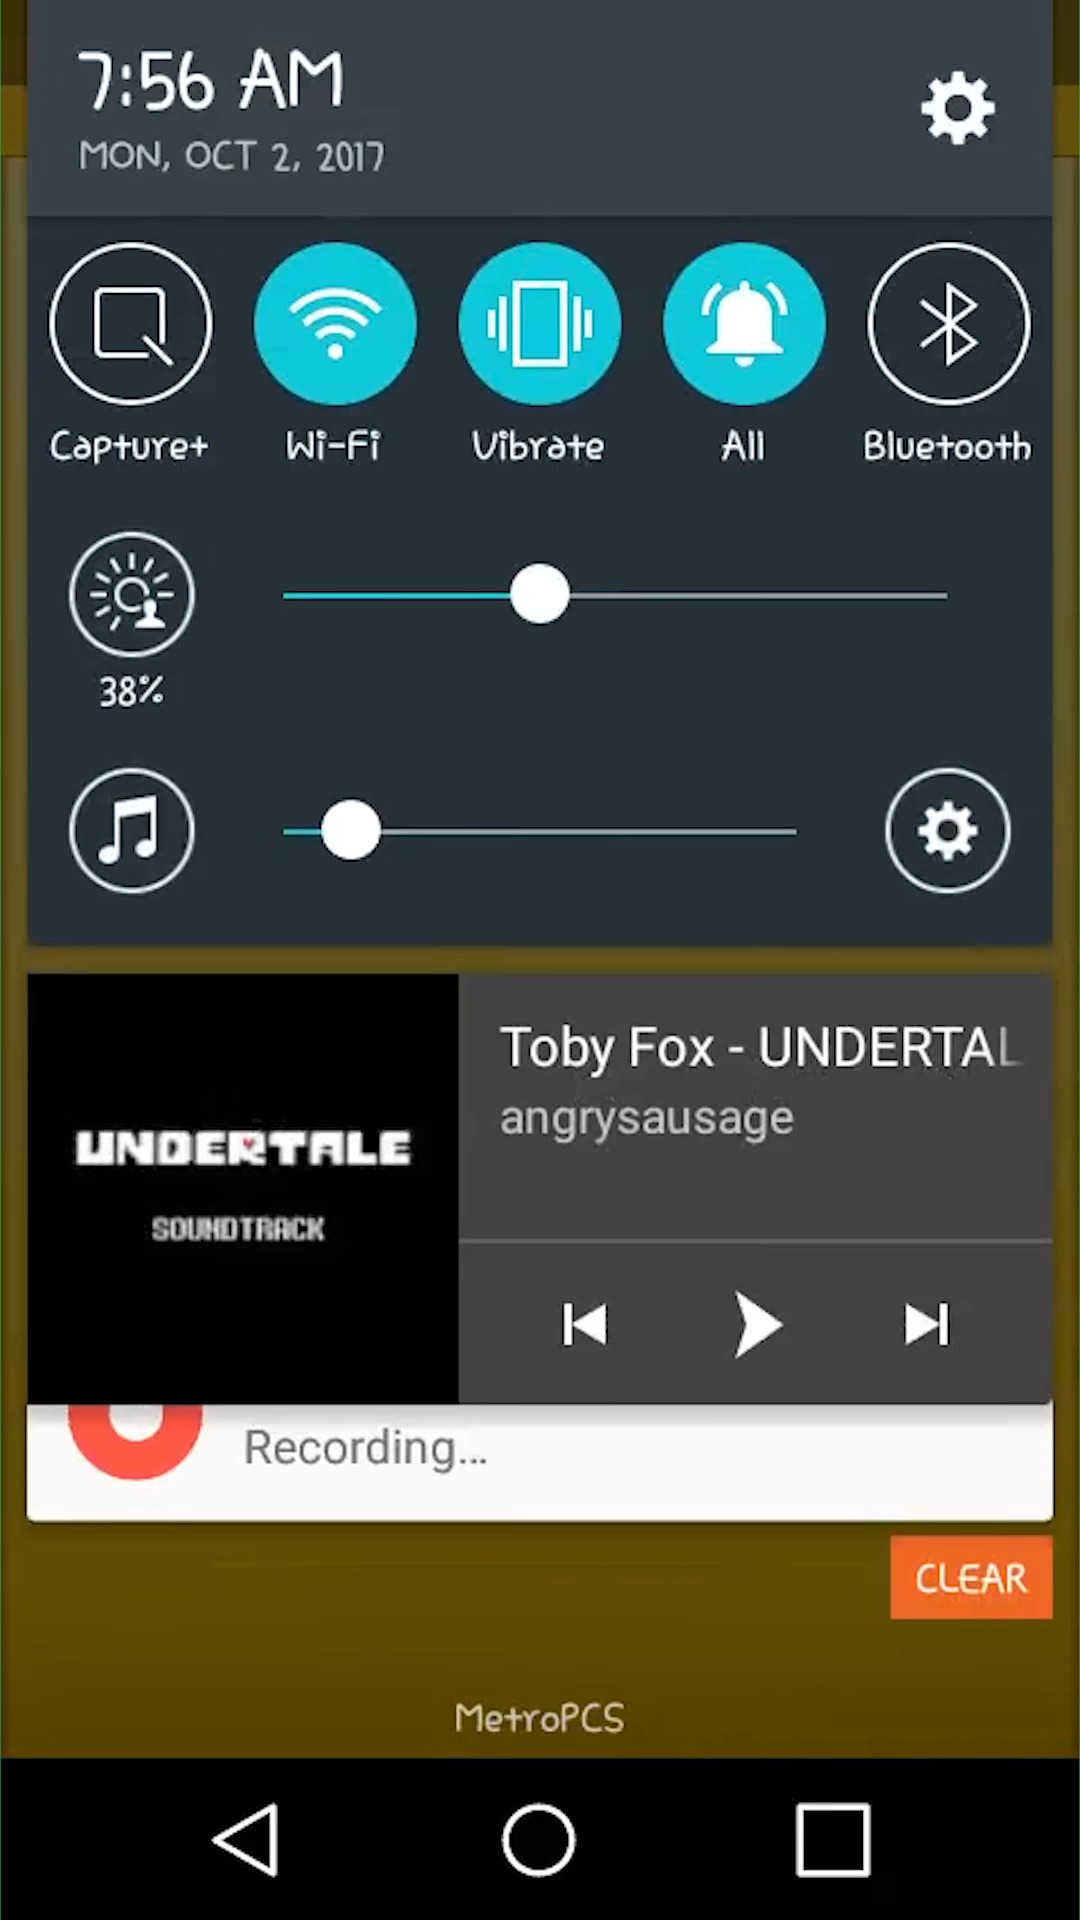 7:56 AM
MON, OCT 2, 2017
Capture+ Wi-Fi Vibrate All Bluetooth
38%
Toby Fox - UNDERTAL
angrysausage
UNDERTALE
SOUNDTRACK
Recording...
CLEAR
MetroPCS